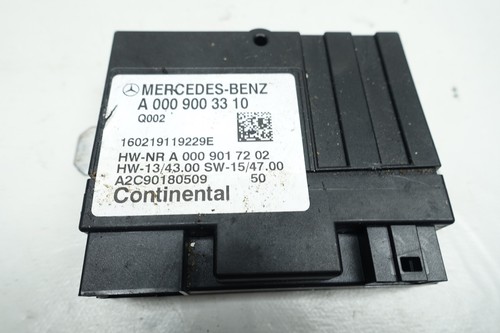 MERCEDES-BENZ
A 000 900 33 10
Q002
160219119229E
HW-NR A 000 901 72 02
HW-13/43.00 SW-15/47.00
A2C90180509 50
Continental